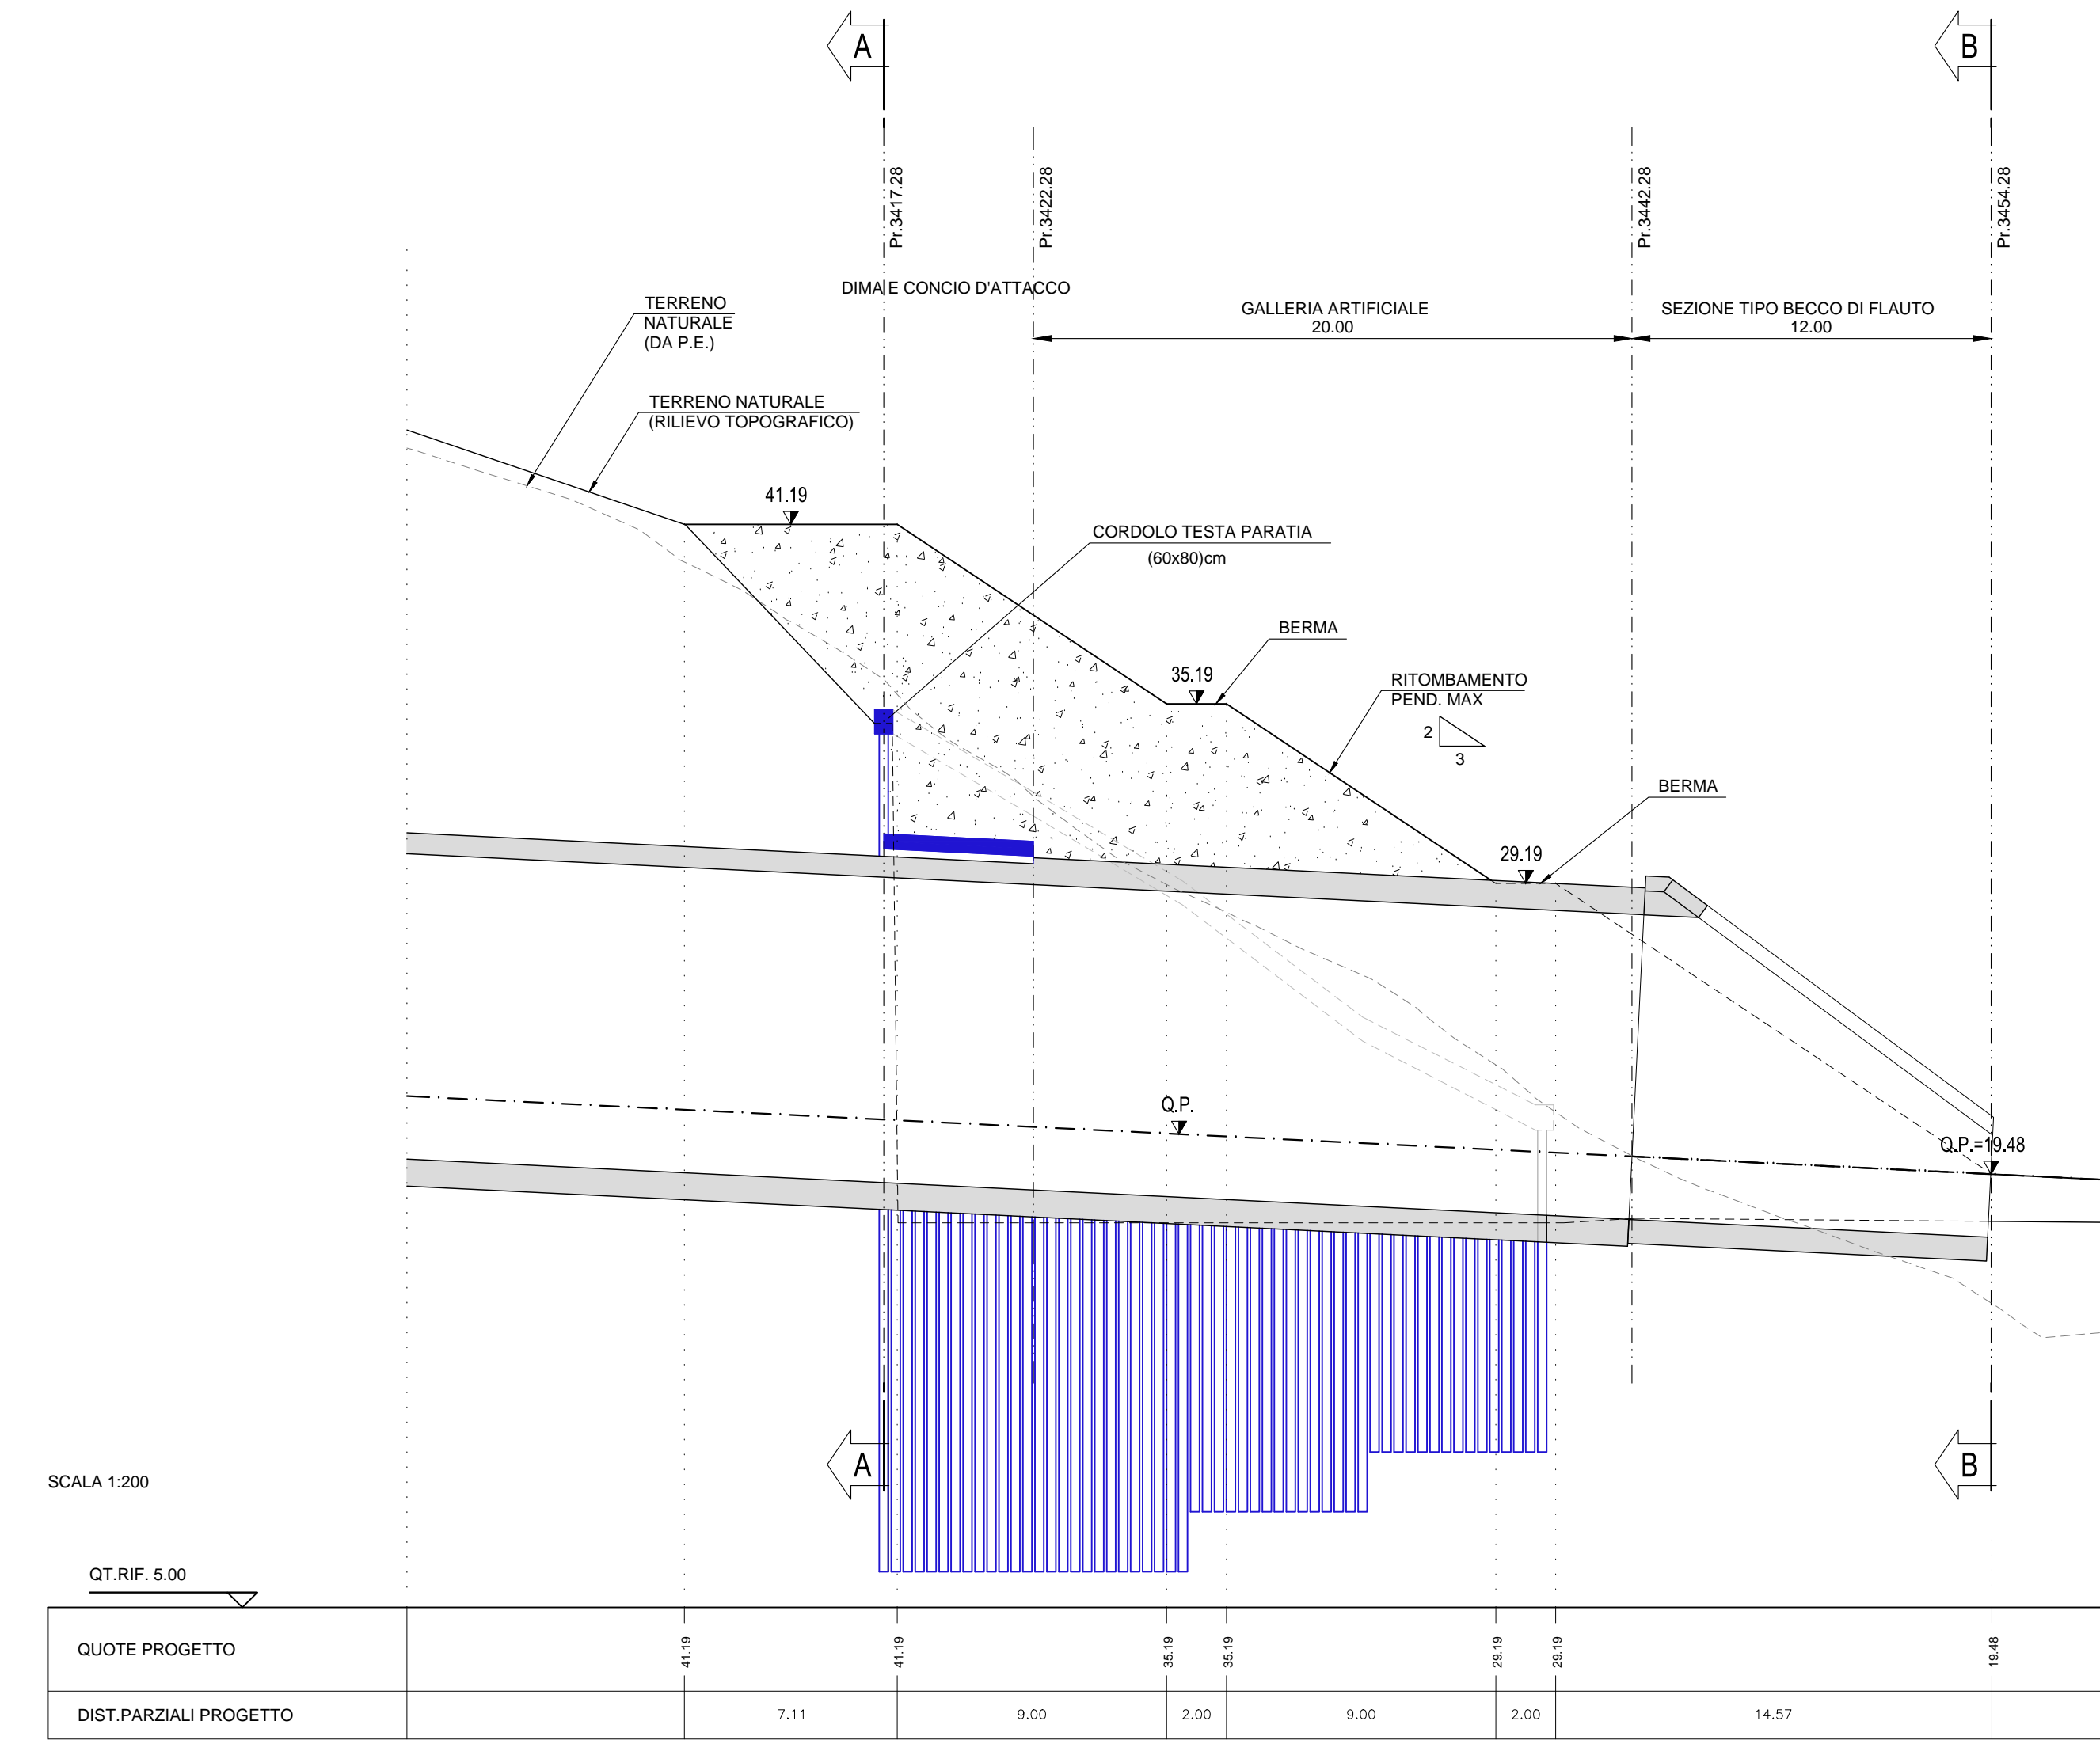 A
B
Pr.3417.28
Pr.3422.28
Pr.3442.28
Pr.3454.28
DIMA E CONCIO D'ATTACCO
GALLERIA ARTIFICIALE
20.00
SEZIONE TIPO BECCO DI FLAUTO
12.00
TERRENO
NATURALE
(DA P.E.)
TERRENO NATURALE
(RILIEVO TOPOGRAFICO)
41.19
CORDOLO TESTA PARATIA
(60x80)cm
BERMA
35.19
RITOMBAMENTO
PEND. MAX
2
3
BERMA
29.19
Q.P.
Q.P.=19.48
A
B
SCALA 1:200
QT.RIF. 5.00
QUOTE PROGETTO
41.19
41.19
35.19
35.19
29.19
29.19
19.48
DIST.PARZIALI PROGETTO
7.11
9.00
2.00
9.00
2.00
14.57